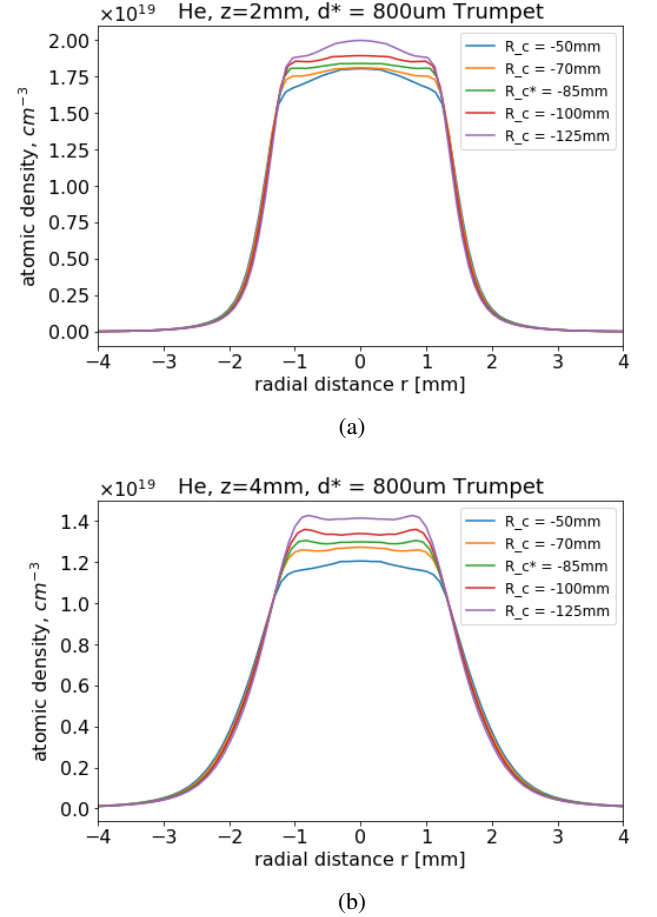 ×10^19 He, z=2mm, d* = 800um Trumpet
2.00
1.75
1.50
1.25
1.00
0.75
0.50
0.25
0.00
atomic density, cm^−3
R_c = -50mm
R_c = -70mm
R_c* = -85mm
R_c = -100mm
R_c = -125mm
−4 −3 −2 −1 0 1 2 3 4
radial distance r [mm]
(a)
×10^19 He, z=4mm, d* = 800um Trumpet
1.4
1.2
1.0
0.8
0.6
0.4
0.2
0.0
atomic density, cm^−3
R_c = -50mm
R_c = -70mm
R_c* = -85mm
R_c = -100mm
R_c = -125mm
−4 −3 −2 −1 0 1 2 3 4
radial distance r [mm]
(b)